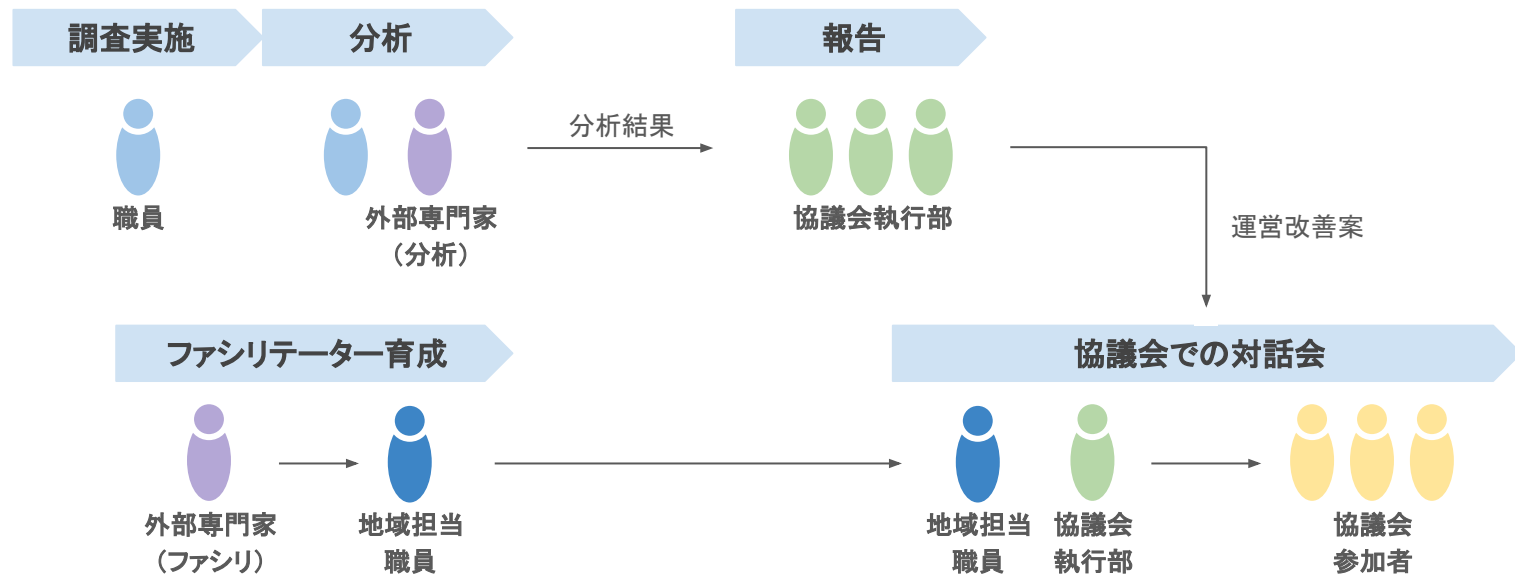 調査実施
分析
報告
分析結果
職員
外部専門家
（分析）
協議会執行部
運営改善案
ファシリテーター育成
協議会での対話会
外部専門家
（ファシリ）
地域担当
職員
地域担当
職員
協議会
執行部
協議会
参加者